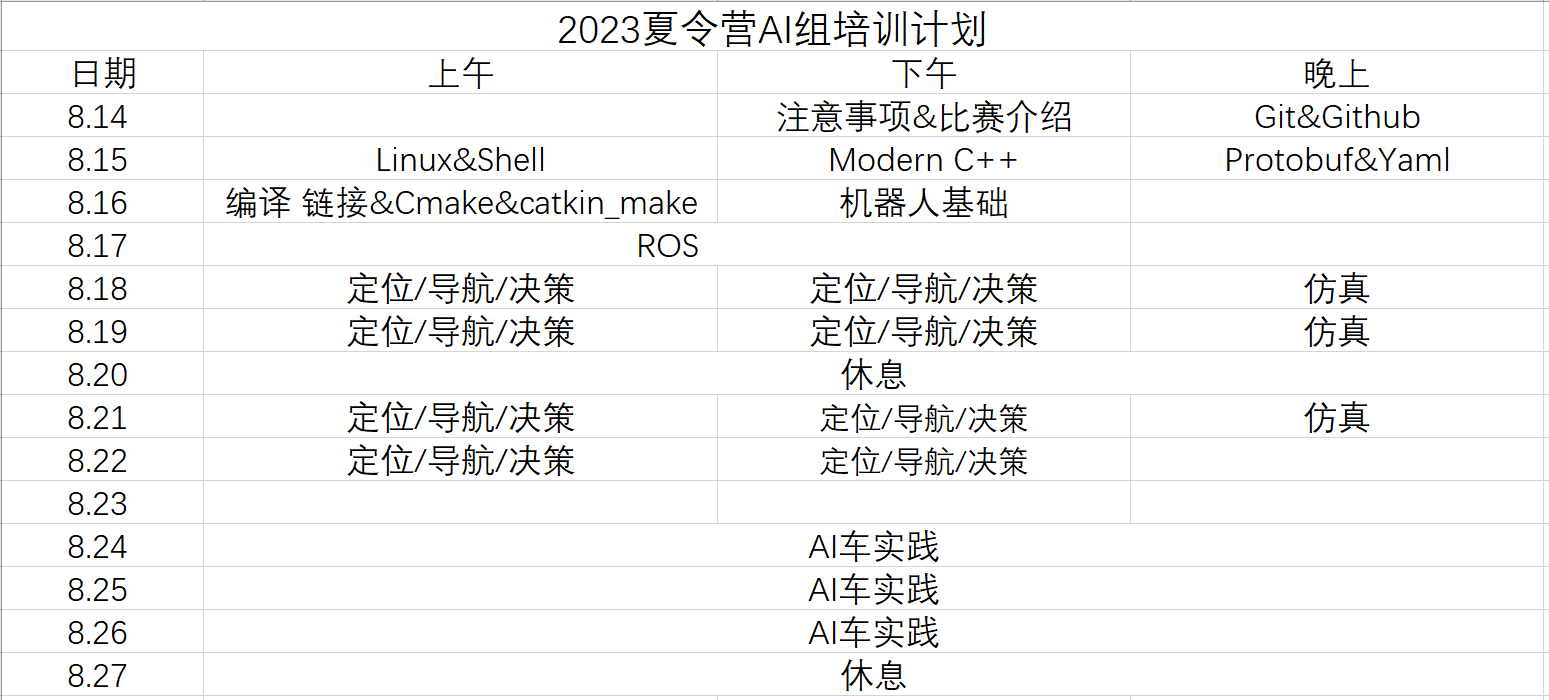 2023夏令营AI组培训计划
日期 上午 下午 晚上
8.14 注意事项&比赛介绍 Git&Github
8.15 Linux&Shell Modern C++ Protobuf&Yaml
8.16 编译 链接&Cmake&catkin_make 机器人基础
8.17 ROS
8.18 定位/导航/决策 定位/导航/决策 仿真
8.19 定位/导航/决策 定位/导航/决策 仿真
8.20 休息
8.21 定位/导航/决策 定位/导航/决策 仿真
8.22 定位/导航/决策 定位/导航/决策
8.23
8.24 AI车实践
8.25 AI车实践
8.26 AI车实践
8.27 休息